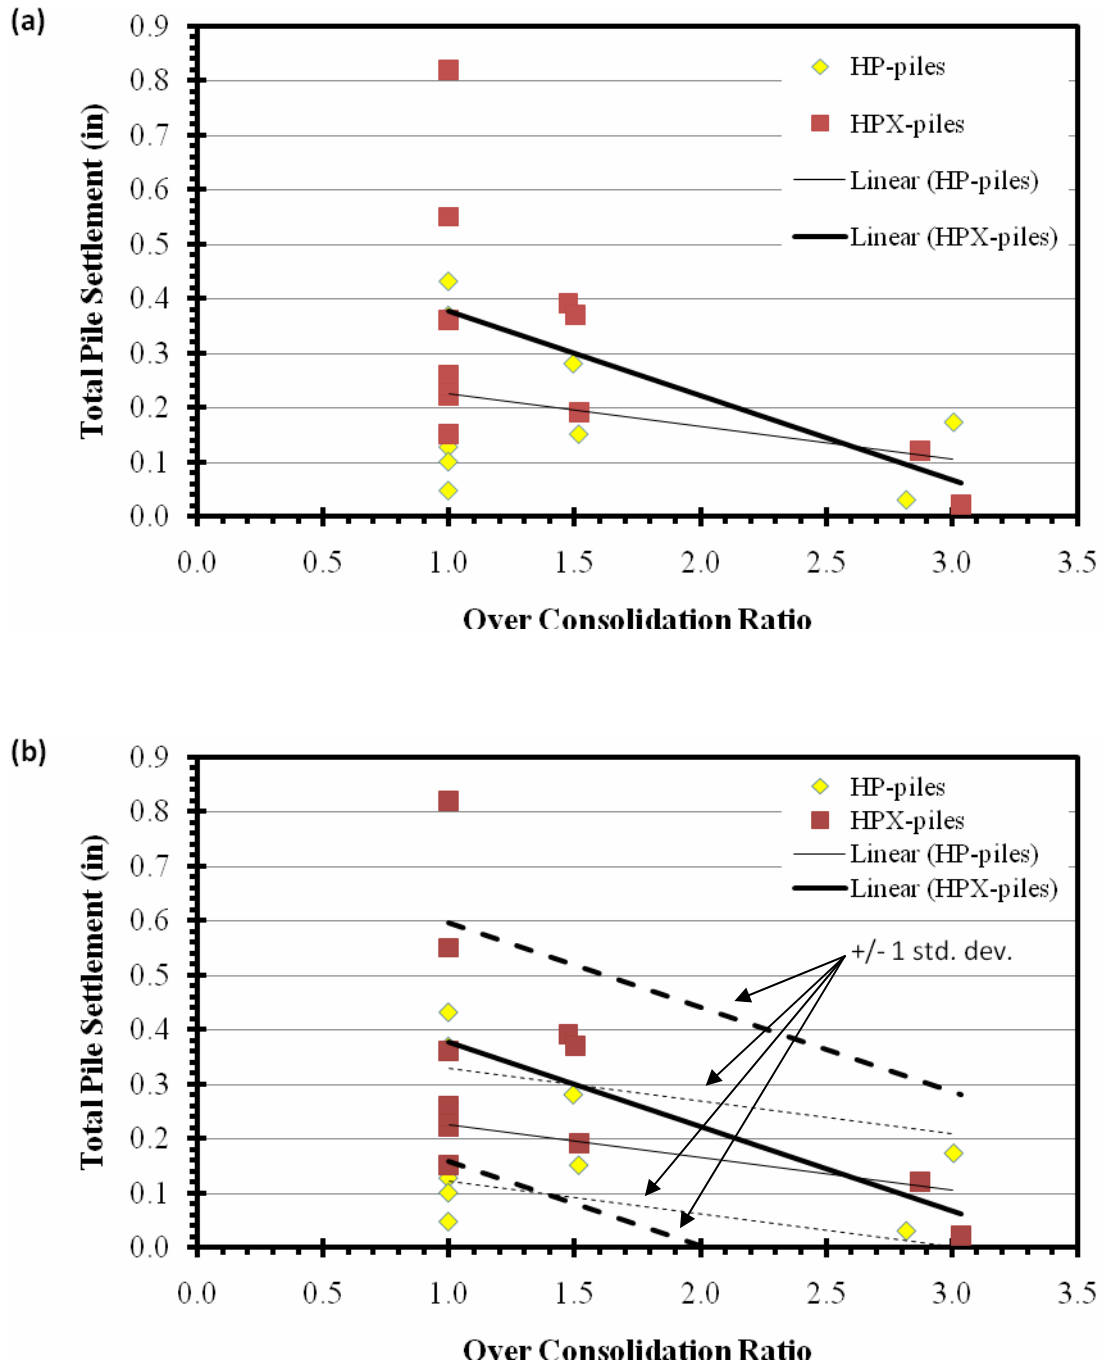 (a)
0.9
0.8
0.7
0.6
0.5
0.4
0.3
0.2
0.1
0.0
Total Pile Settlement (in)
HP-piles
HPX-piles
Linear (HP-piles)
Linear (HPX-piles)
0.0 0.5 1.0 1.5 2.0 2.5 3.0 3.5
Over Consolidation Ratio
(b)
0.9
0.8
0.7
0.6
0.5
0.4
0.3
0.2
0.1
0.0
Total Pile Settlement (in)
HP-piles
HPX-piles
Linear (HP-piles)
Linear (HPX-piles)
+/- 1 std. dev.
0.0 0.5 1.0 1.5 2.0 2.5 3.0 3.5
Over Consolidation Ratio